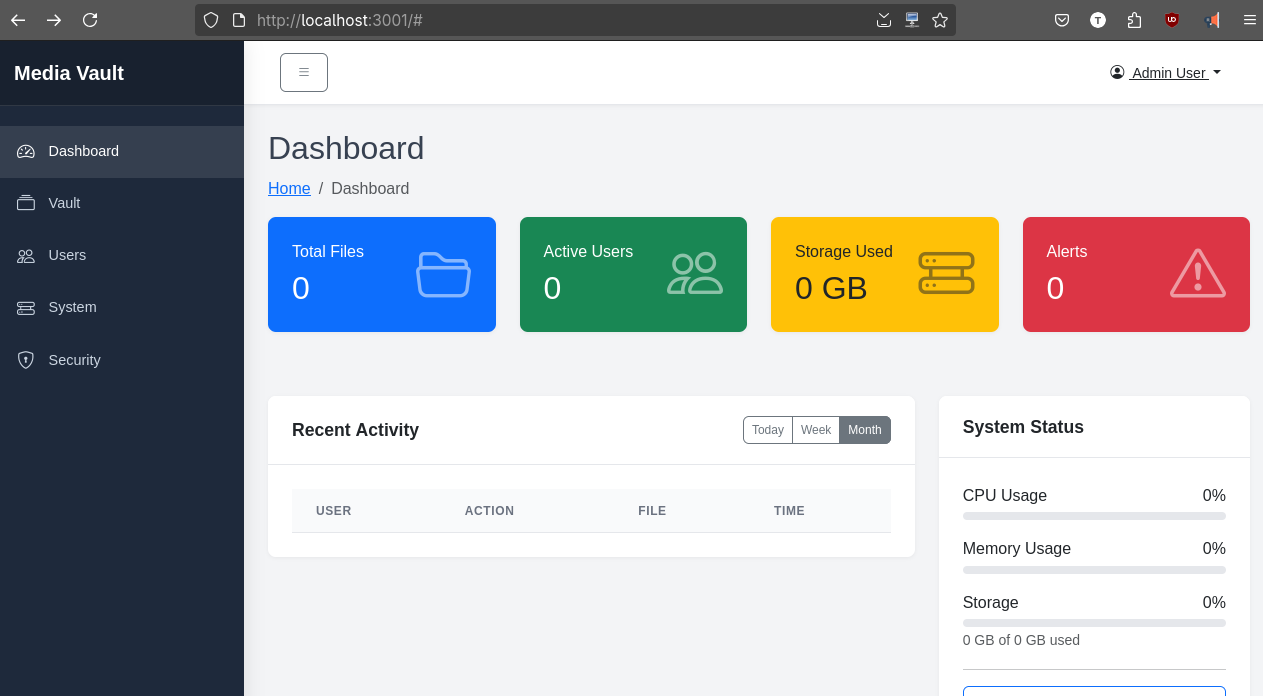 http://localhost:3001/#
Media Vault
Admin User
Dashboard
Vault
Users
System
Security
Dashboard
Home / Dashboard
Total Files
0
Active Users
0
Storage Used
0 GB
Alerts
0
Recent Activity
Today Week Month
USER ACTION FILE TIME
System Status
CPU Usage 0%
Memory Usage 0%
Storage 0%
0 GB of 0 GB used